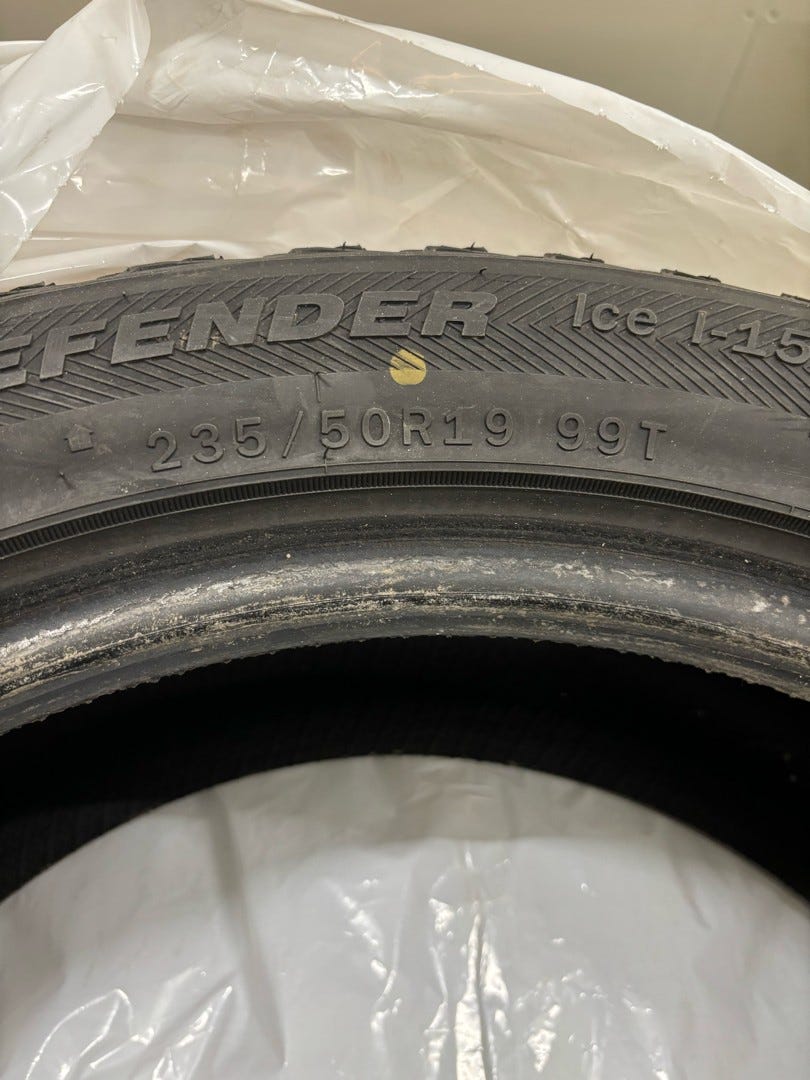 EFENDER Ice I-15
235/50R19 99T